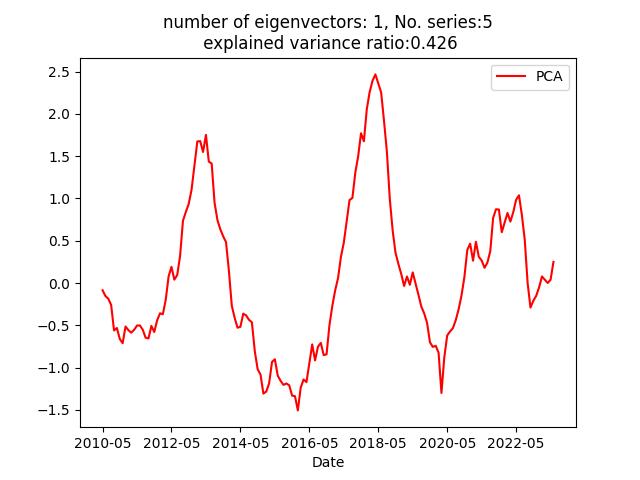 number of eigenvectors: 1, No. series:5
explained variance ratio:0.426
PCA
2.5
2.0
1.5
1.0
0.5
0.0
−0.5
−1.0
−1.5
2010-05 2012-05 2014-05 2016-05 2018-05 2020-05 2022-05
Date